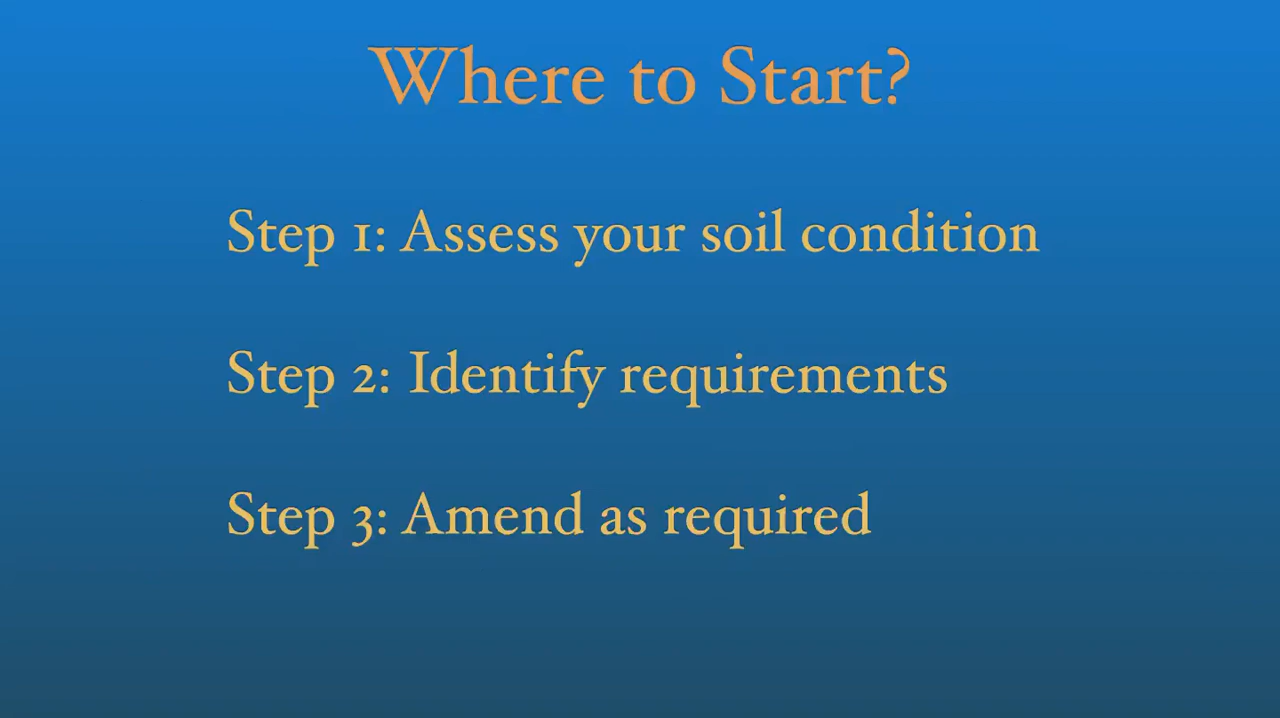 Where to Start?
Step 1: Assess your soil condition
Step 2: Identify requirements
Step 3: Amend as required